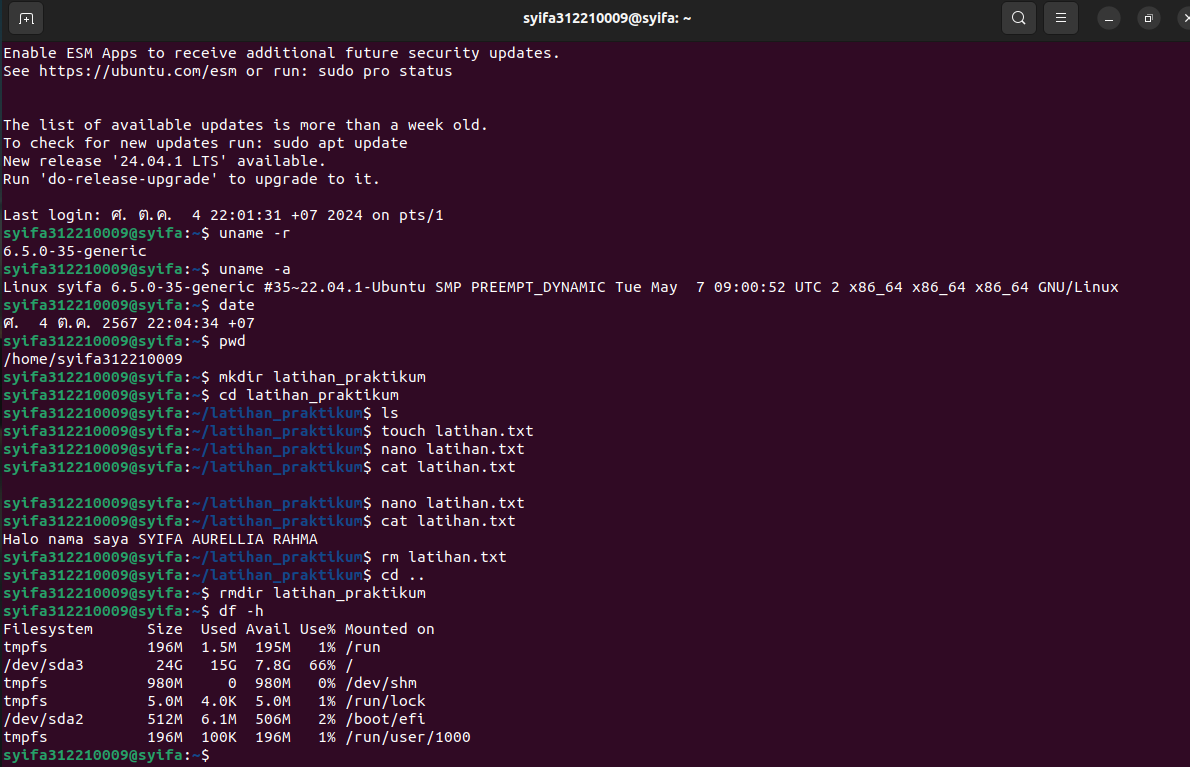 syifa312210009@syifa: ~
Enable ESM Apps to receive additional future security updates.
See https://ubuntu.com/esm or run: sudo pro status
The list of available updates is more than a week old.
To check for new updates run: sudo apt update
New release '24.04.1 LTS' available.
Run 'do-release-upgrade' to upgrade to it.
Last login: ศ. ต.ค.  4 22:01:31 +07 2024 on pts/1
syifa312210009@syifa:~$ uname -r
6.5.0-35-generic
syifa312210009@syifa:~$ uname -a
Linux syifa 6.5.0-35-generic #35~22.04.1-Ubuntu SMP PREEMPT_DYNAMIC Tue May  7 09:00:52 UTC 2 x86_64 x86_64 x86_64 GNU/Linux
syifa312210009@syifa:~$ date
ศ.  4 ต.ค. 2567 22:04:34 +07
syifa312210009@syifa:~$ pwd
/home/syifa312210009
syifa312210009@syifa:~$ mkdir latihan_praktikum
syifa312210009@syifa:~$ cd latihan_praktikum
syifa312210009@syifa:~/latihan_praktikum$ ls
syifa312210009@syifa:~/latihan_praktikum$ touch latihan.txt
syifa312210009@syifa:~/latihan_praktikum$ nano latihan.txt
syifa312210009@syifa:~/latihan_praktikum$ cat latihan.txt
syifa312210009@syifa:~/latihan_praktikum$ nano latihan.txt
syifa312210009@syifa:~/latihan_praktikum$ cat latihan.txt
Halo nama saya SYIFA AURELLIA RAHMA
syifa312210009@syifa:~/latihan_praktikum$ rm latihan.txt
syifa312210009@syifa:~/latihan_praktikum$ cd ..
syifa312210009@syifa:~$ rmdir latihan_praktikum
syifa312210009@syifa:~$ df -h
Filesystem      Size  Used Avail Use% Mounted on
tmpfs           196M  1.5M  195M   1% /run
/dev/sda3        24G   15G  7.8G  66% /
tmpfs           980M     0  980M   0% /dev/shm
tmpfs           5.0M  4.0K  5.0M   1% /run/lock
/dev/sda2       512M  6.1M  506M   2% /boot/efi
tmpfs           196M  100K  196M   1% /run/user/1000
syifa312210009@syifa:~$